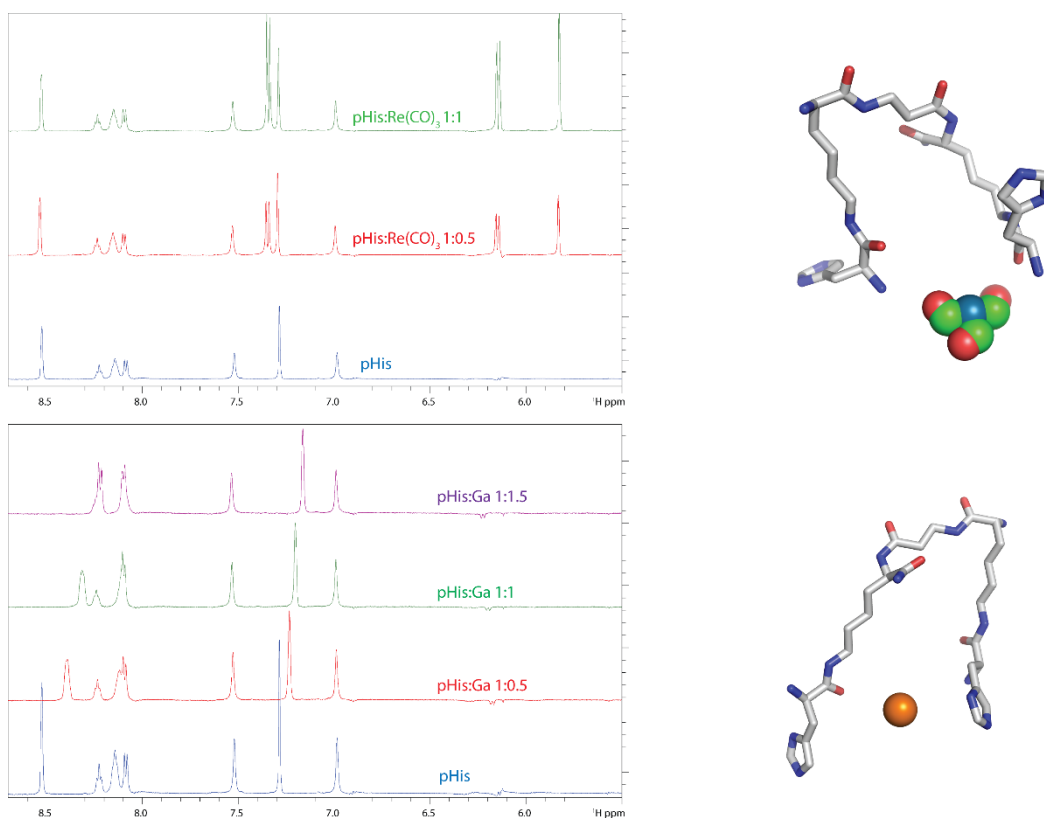 pHis:Re(CO)₃ 1:1
pHis:Re(CO)₃ 1:0.5
pHis
8.5 8.0 7.5 7.0 6.5 6.0 ¹H ppm
pHis:Ga 1:1.5
pHis:Ga 1:1
pHis:Ga 1:0.5
pHis
8.5 8.0 7.5 7.0 6.5 6.0 ¹H ppm